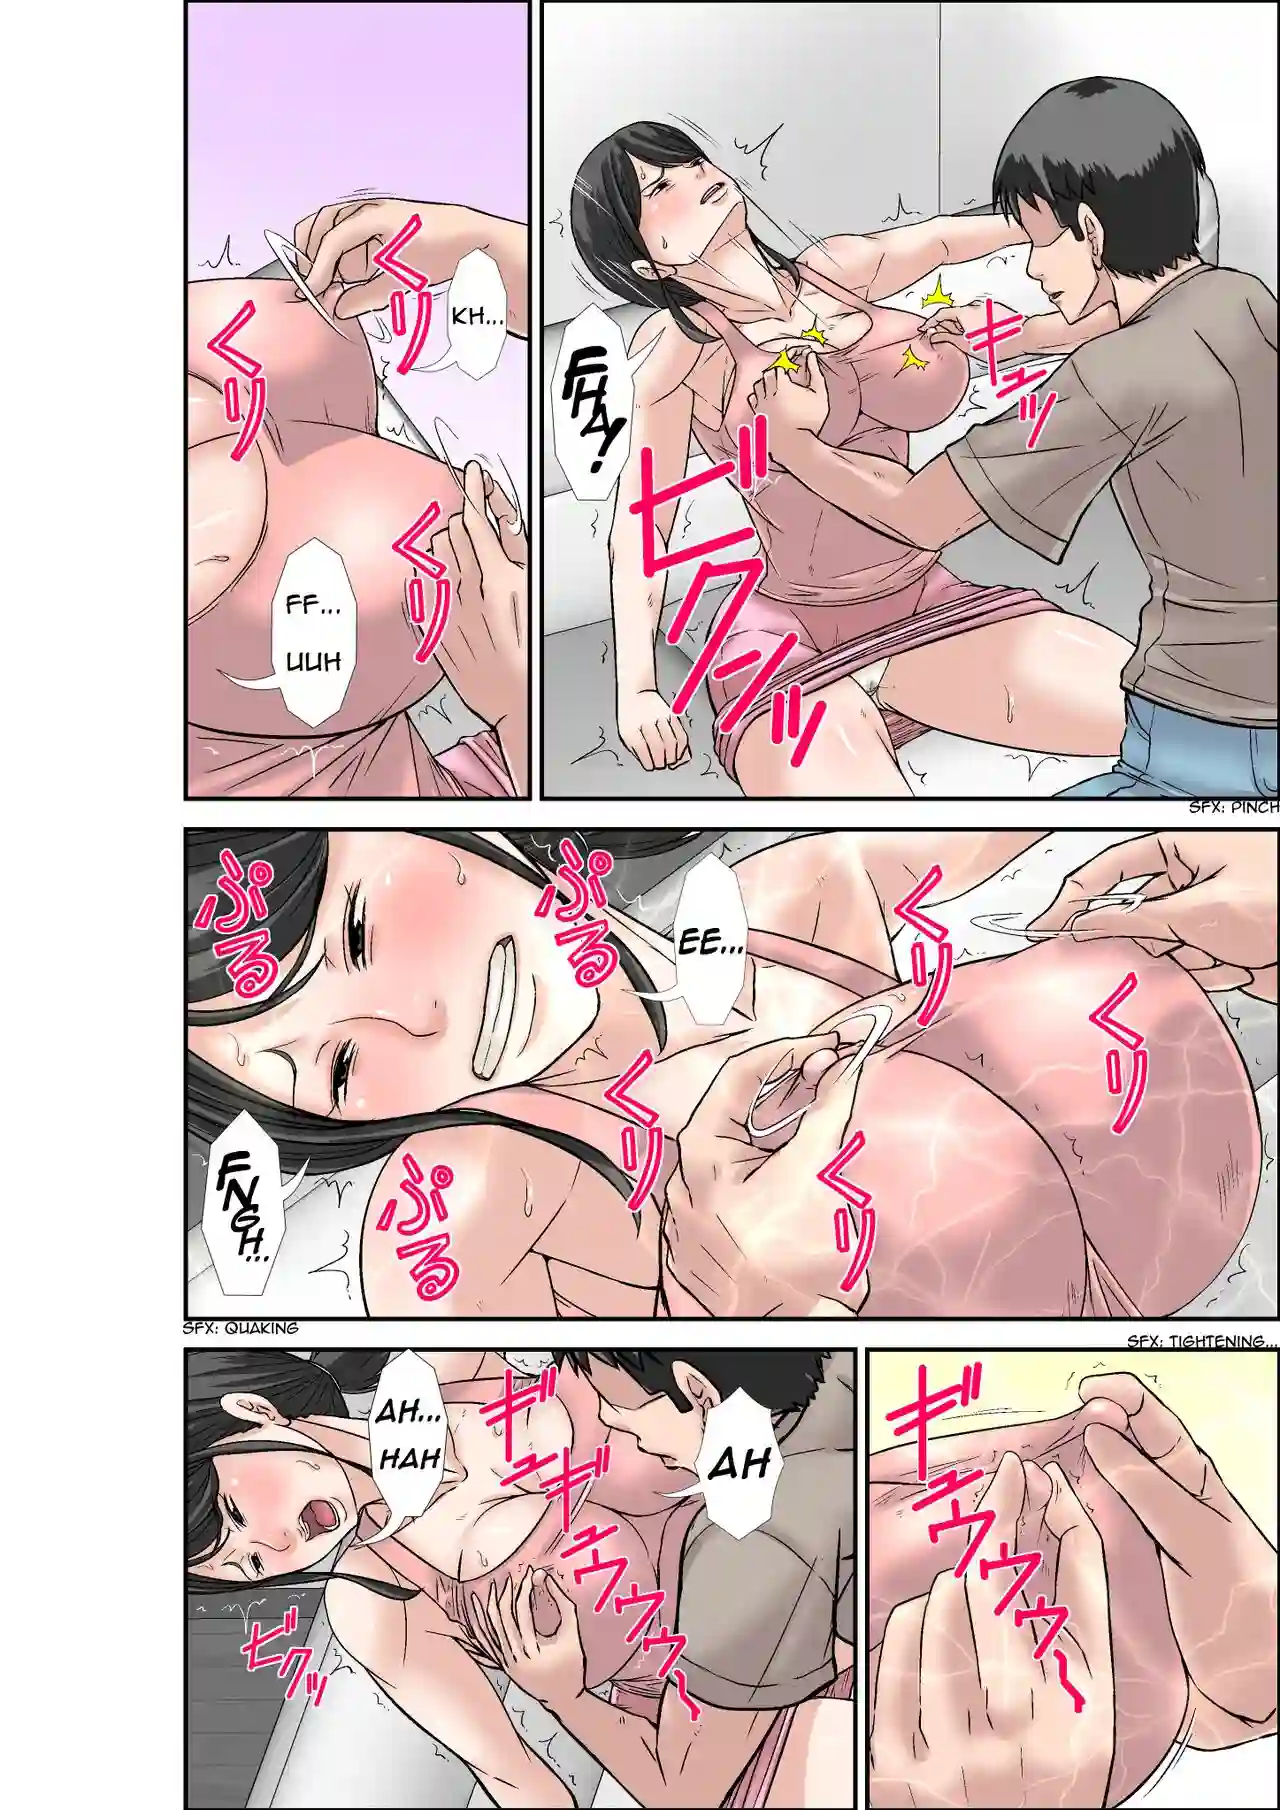 FHA!
キュッ
ビクンッ
SFX: PINCH
KH...
くり
くり
FF...
UUH
くり
EE...
くり
くり
くり
くり
ぷる
ぷる
ぷる
FNGH...
SFX: QUAKING
SFX: TIGHTENING...
ギュウウウ〜
AH
AH...
HAH
ギュウウウ〜
ギュウウウ〜
ビクッ